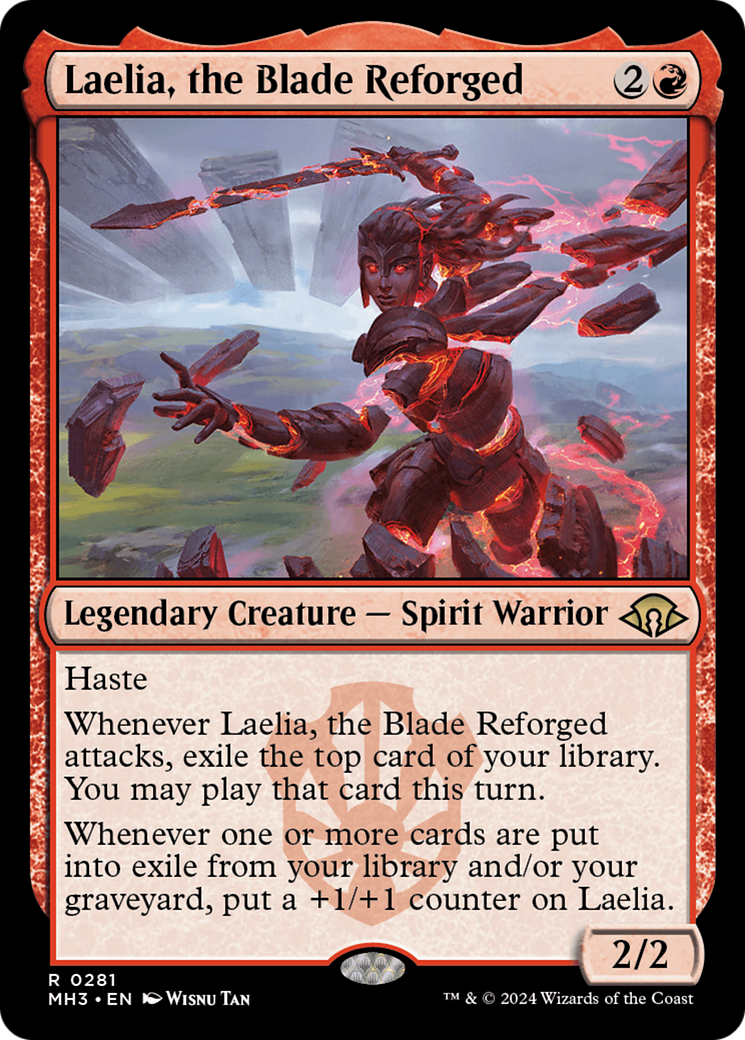 Laelia, the Blade Reforged 2
Legendary Creature — Spirit Warrior
Haste
Whenever Laelia, the Blade Reforged
attacks, exile the top card of your library.
You may play that card this turn.
Whenever one or more cards are put
into exile from your library and/or your
graveyard, put a +1/+1 counter on Laelia.
2/2
R 0281
MH3 • EN Wisnu Tan
™ & © 2024 Wizards of the Coast